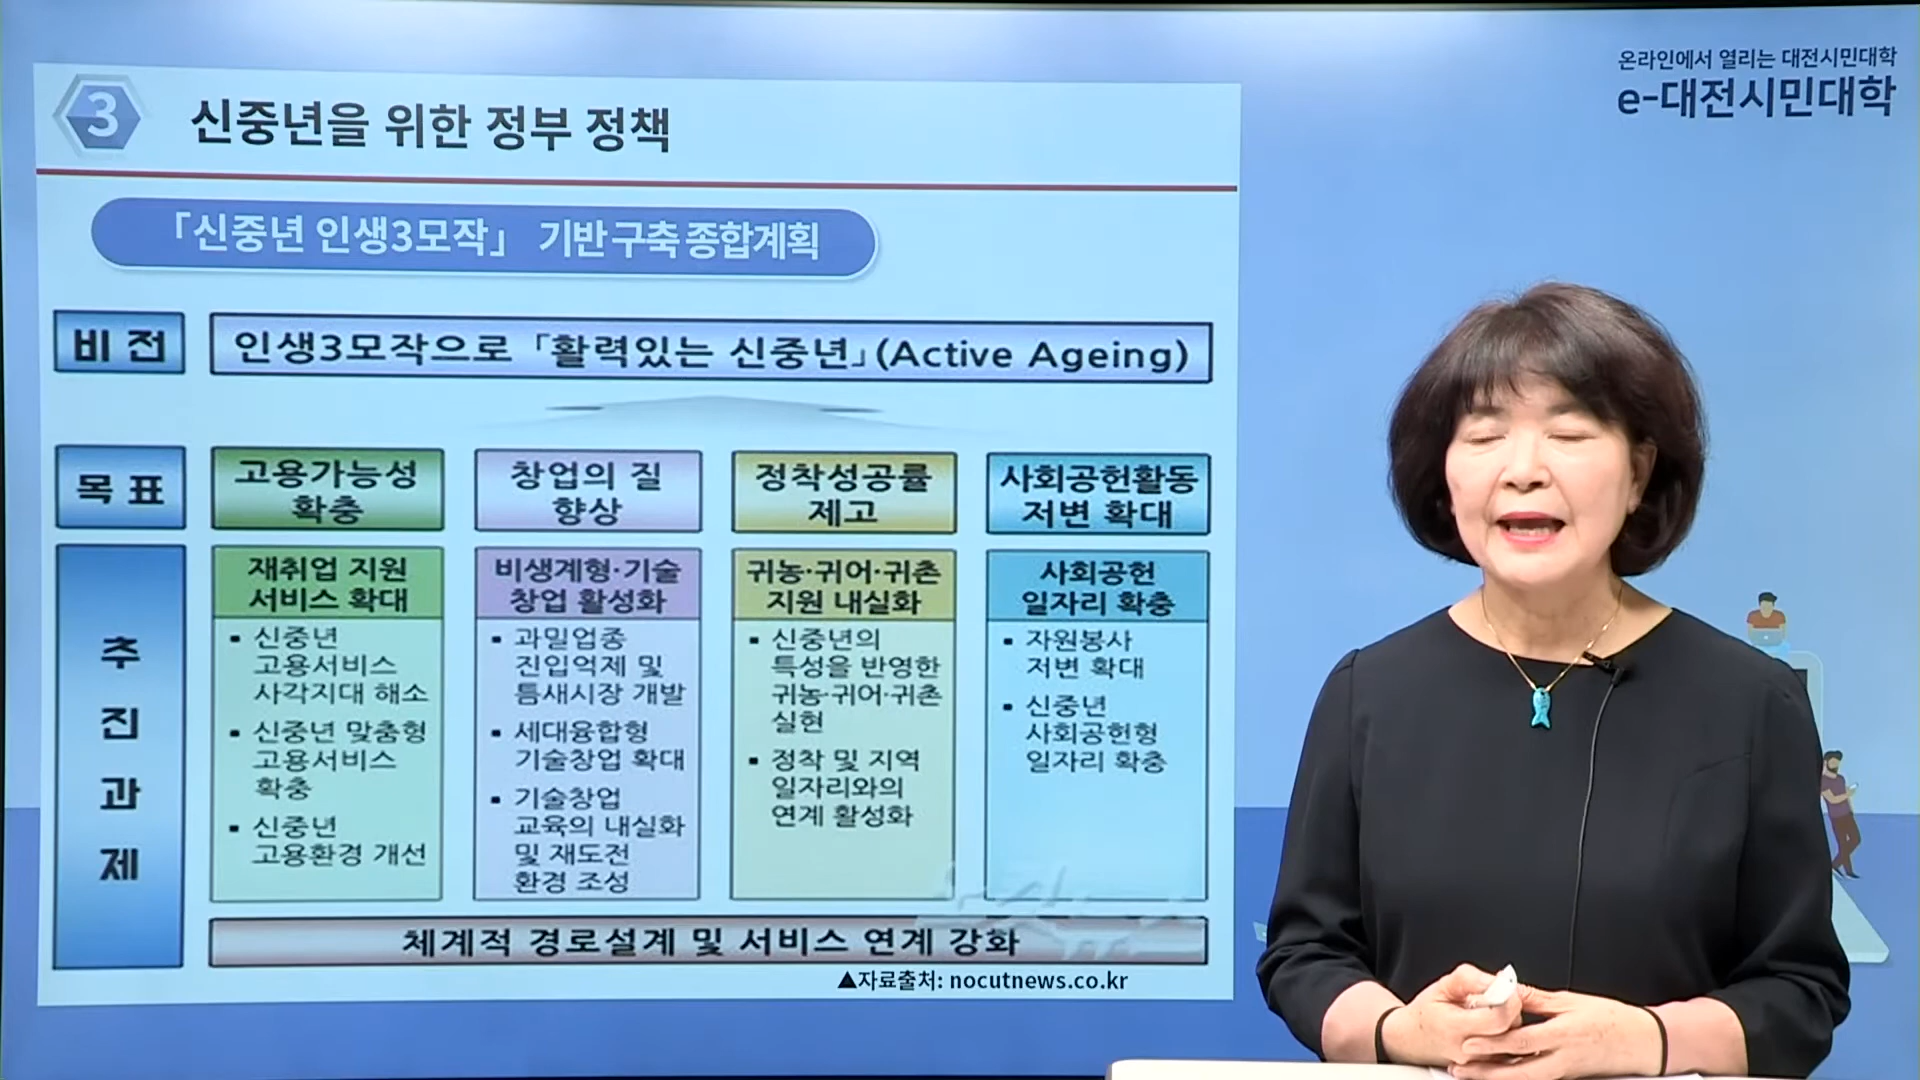 온라인에서 열리는 대전시민대학
e-대전시민대학
3 신중년을 위한 정부 정책
「신중년 인생3모작」 기반구축 종합계획
비 전
인생3모작으로 「활력있는 신중년」(Active Ageing)
목 표
고용가능성
확충
창업의 질
향상
정착성공률
제고
사회공헌활동
저변 확대
추
진
과
제
재취업 지원
서비스 확대
▪ 신중년
고용서비스
사각지대 해소
▪ 신중년 맞춤형
고용서비스
확충
▪ 신중년
고용환경 개선
비생계형·기술
창업 활성화
▪ 과밀업종
진입억제 및
틈새시장 개발
▪ 세대융합형
기술창업 확대
▪ 기술창업
교육의 내실화
및 재도전
환경 조성
귀농·귀어·귀촌
지원 내실화
▪ 신중년의
특성을 반영한
귀농·귀어·귀촌
실현
▪ 정착 및 지역
일자리와의
연계 활성화
사회공헌
일자리 확충
▪ 자원봉사
저변 확대
▪ 신중년
사회공헌형
일자리 확충
체계적 경로설계 및 서비스 연계 강화
▲자료출처: nocutnews.co.kr